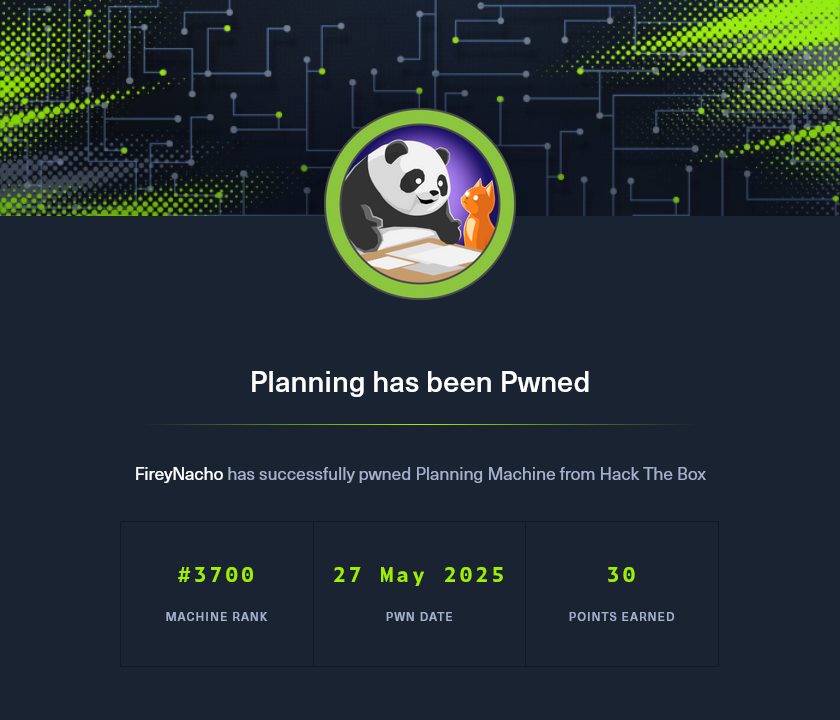 Planning has been Pwned
FireyNacho has successfully pwned Planning Machine from Hack The Box
#3700
MACHINE RANK
27 May 2025
PWN DATE
30
POINTS EARNED